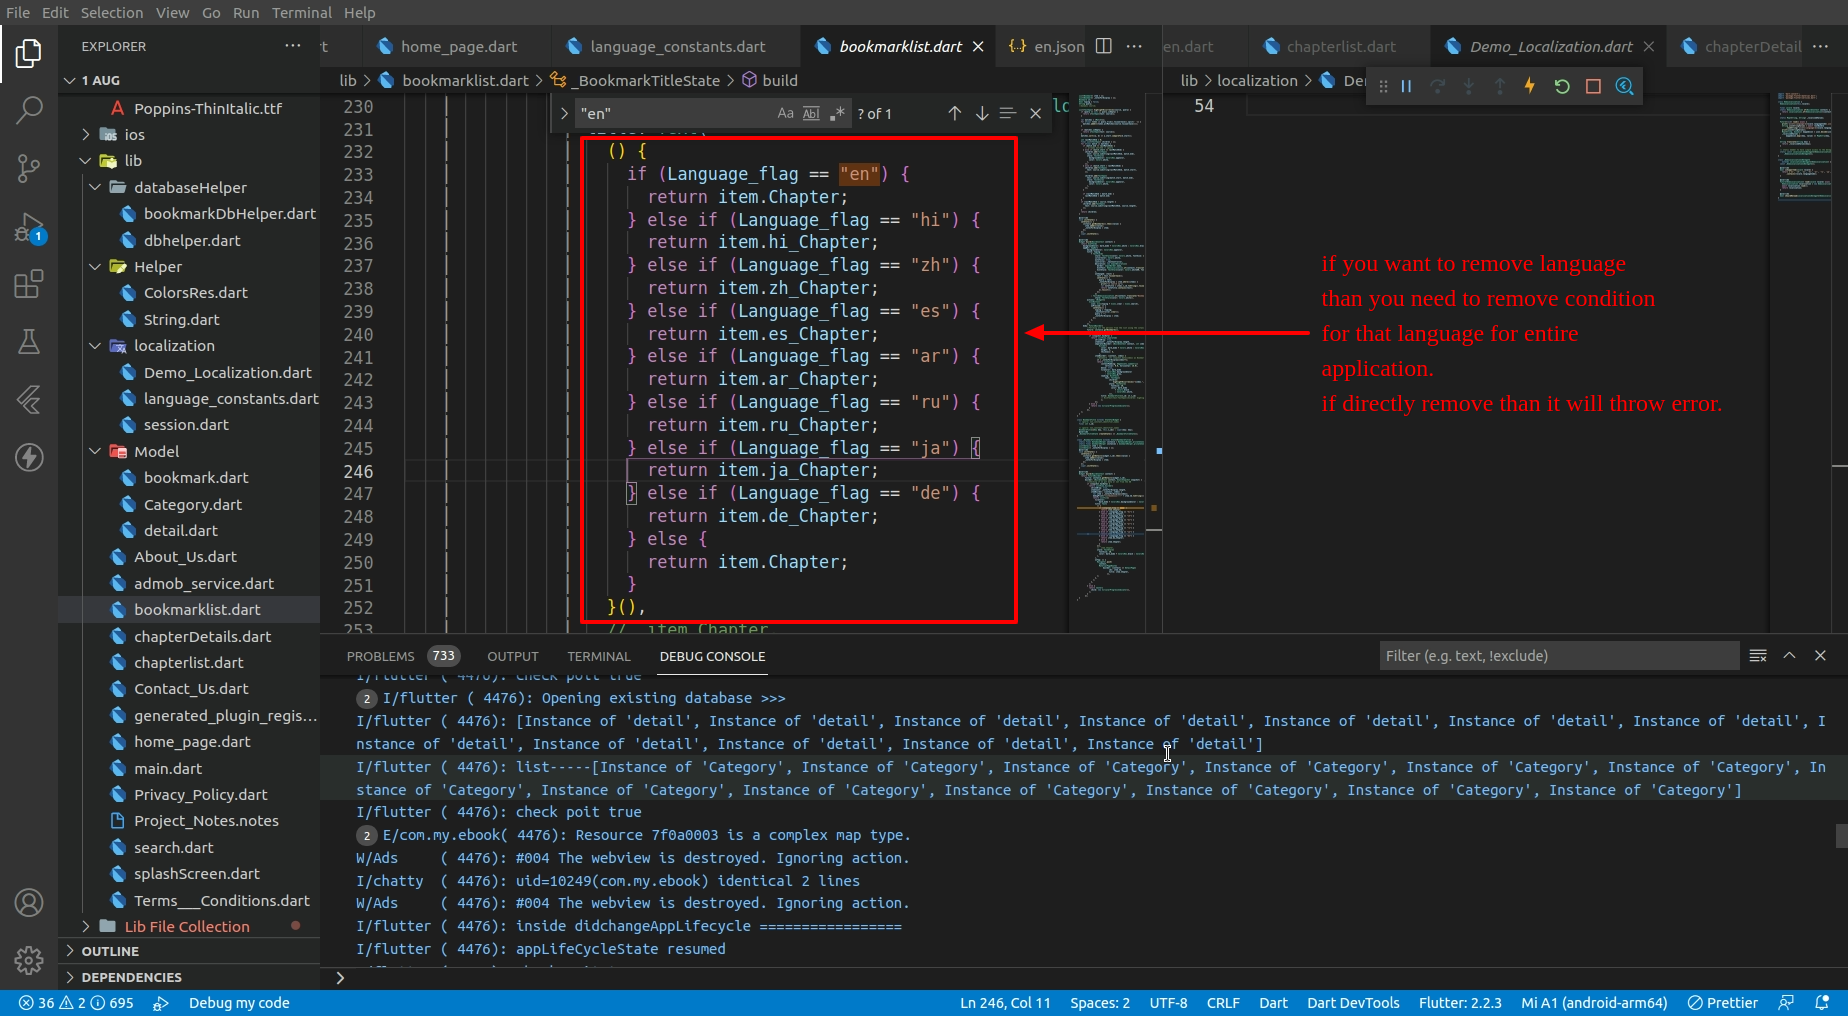 File Edit Selection View Go Run Terminal Help
EXPLORER
1 AUG
Poppins-ThinItalic.ttf
ios
lib
databaseHelper
bookmarkDbHelper.dart
dbhelper.dart
Helper
ColorsRes.dart
String.dart
localization
Demo_Localization.dart
language_constants.dart
session.dart
Model
bookmark.dart
Category.dart
detail.dart
About_Us.dart
admob_service.dart
bookmarklist.dart
chapterDetails.dart
chapterlist.dart
Contact_Us.dart
generated_plugin_regis...
home_page.dart
main.dart
Privacy_Policy.dart
Project_Notes.notes
search.dart
splashScreen.dart
Terms___Conditions.dart
Lib File Collection
OUTLINE
DEPENDENCIES
home_page.dart language_constants.dart bookmarklist.dart en.json
en.dart chapterlist.dart Demo_Localization.dart chapterDetail
lib > bookmarklist.dart > _BookmarkTitleState > build
lib > localization > De
"en" Aa Abl .* ? of 1
54
230
231
232 () {
233 if (Language_flag == "en") {
234 return item.Chapter;
235 } else if (Language_flag == "hi") {
236 return item.hi_Chapter;
237 } else if (Language_flag == "zh") {
238 return item.zh_Chapter;
239 } else if (Language_flag == "es") {
240 return item.es_Chapter;
241 } else if (Language_flag == "ar") {
242 return item.ar_Chapter;
243 } else if (Language_flag == "ru") {
244 return item.ru_Chapter;
245 } else if (Language_flag == "ja") {
246 return item.ja_Chapter;
247 } else if (Language_flag == "de") {
248 return item.de_Chapter;
249 } else {
250 return item.Chapter;
251 }
252 }(),
253 // item.Chapter
if you want to remove language
than you need to remove condition
for that language for entire
application.
if directly remove than it will throw error.
PROBLEMS 733 OUTPUT TERMINAL DEBUG CONSOLE
Filter (e.g. text, !exclude)
I/flutter ( 4476): check poit true
2 I/flutter ( 4476): Opening existing database >>>
I/flutter ( 4476): [Instance of 'detail', Instance of 'detail', Instance of 'detail', Instance of 'detail', Instance of 'detail', Instance of 'detail', Instance of 'detail', I
nstance of 'detail', Instance of 'detail', Instance of 'detail', Instance of 'detail', Instance of 'detail']
I/flutter ( 4476): list-----[Instance of 'Category', Instance of 'Category', Instance of 'Category', Instance of 'Category', Instance of 'Category', Instance of 'Category', In
stance of 'Category', Instance of 'Category', Instance of 'Category', Instance of 'Category', Instance of 'Category', Instance of 'Category', Instance of 'Category']
I/flutter ( 4476): check poit true
2 E/com.my.ebook( 4476): Resource 7f0a0003 is a complex map type.
W/Ads ( 4476): #004 The webview is destroyed. Ignoring action.
I/chatty ( 4476): uid=10249(com.my.ebook) identical 2 lines
W/Ads ( 4476): #004 The webview is destroyed. Ignoring action.
I/flutter ( 4476): inside didchangeAppLifecycle =================
I/flutter ( 4476): appLifeCycleState resumed
36 2 695 Debug my code Ln 246, Col 11 Spaces: 2 UTF-8 CRLF Dart Dart DevTools Flutter: 2.2.3 Mi A1 (android-arm64) Prettier